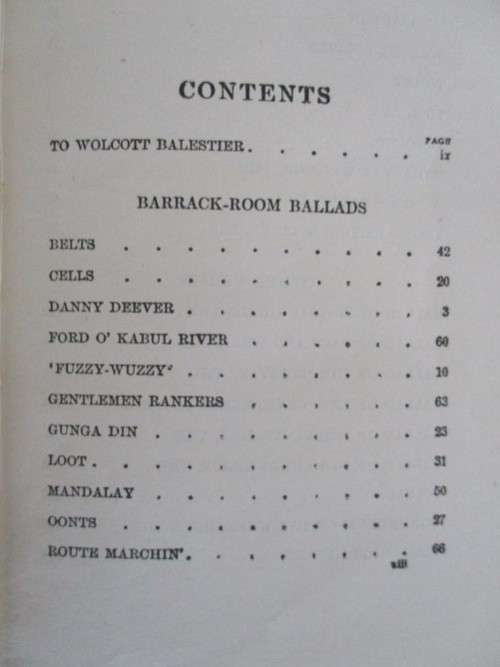 CONTENTS
PAGE
TO WOLCOTT BALESTIER . . . . . . ix
BARRACK-ROOM BALLADS
BELTS . . . . . . . . . . 42
CELLS . . . . . . . . . . 20
DANNY DEEVER . . . . . . . . 3
FORD O' KABUL RIVER . . . . . . 60
'FUZZY-WUZZY' . . . . . . . . 10
GENTLEMEN RANKERS . . . . . . 63
GUNGA DIN . . . . . . . . . 23
LOOT . . . . . . . . . . . 31
MANDALAY . . . . . . . . . 50
OONTS . . . . . . . . . . 27
ROUTE MARCHIN'. . . . . . . . 66
xiii